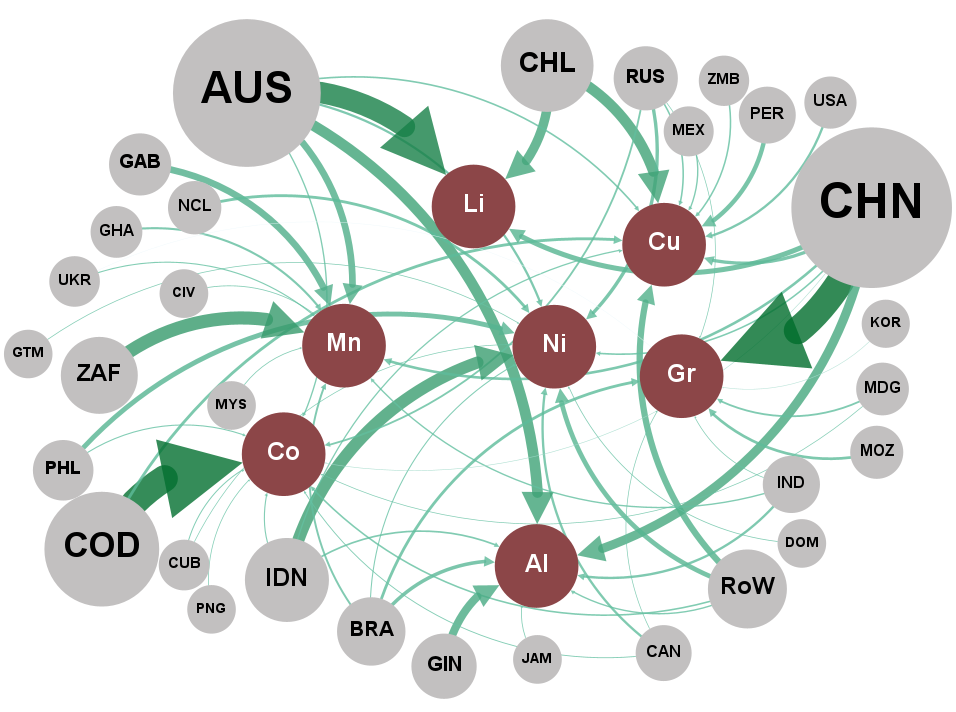 AUS
CHL
RUS
ZMB
PER
USA
MEX
GAB
NCL
CHN
GHA
Li
Cu
UKR
CIV
GTM
ZAF
Mn
Ni
Gr
KOR
MYS
MDG
PHL
Co
MOZ
IND
COD
CUB
IDN
Al
DOM
RoW
PNG
BRA
GIN
JAM
CAN